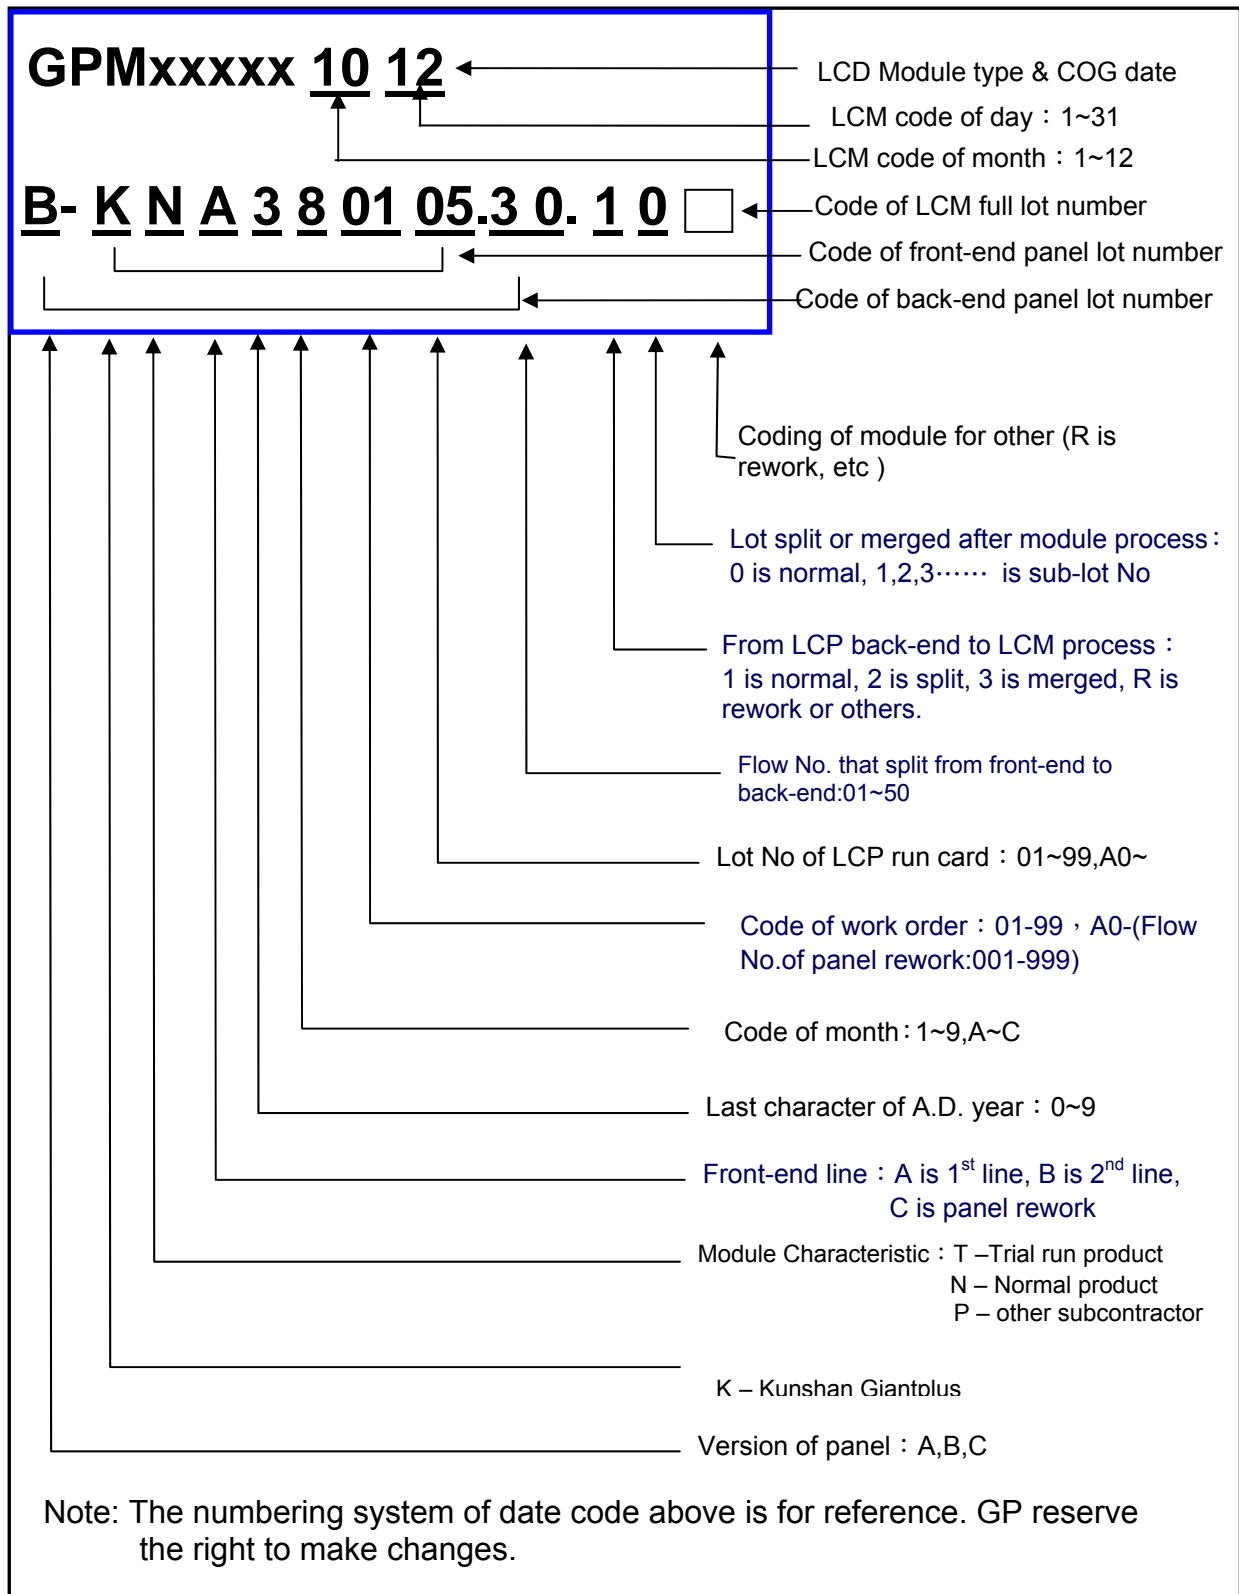 GPMxxxxx 10 12
LCD Module type & COG date
LCM code of day：1~31
LCM code of month：1~12
B- K N A 3 8 01 05.3 0. 1 0
Code of LCM full lot number
Code of front-end panel lot number
Code of back-end panel lot number
Coding of module for other (R is
rework, etc )
Lot split or merged after module process：
0 is normal, 1,2,3⋯⋯ is sub-lot No
From LCP back-end to LCM process：
1 is normal, 2 is split, 3 is merged, R is
rework or others.
Flow No. that split from front-end to
back-end:01~50
Lot No of LCP run card：01~99,A0~
Code of work order：01-99，A0-(Flow
No.of panel rework:001-999)
Code of month：1~9,A~C
Last character of A.D. year：0~9
Front-end line：A is 1st line, B is 2nd line,
C is panel rework
Module Characteristic：T –Trial run product
N – Normal product
P – other subcontractor
K – Kunshan Giantplus
Version of panel：A,B,C
Note: The numbering system of date code above is for reference. GP reserve
the right to make changes.